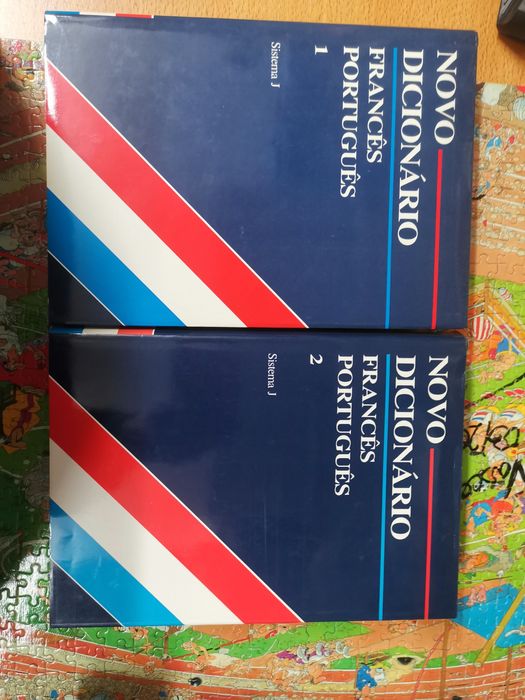 NOVO
DICIONÁRIO
FRANCÊS
PORTUGUÊS
1
Sistema J
NOVO
DICIONÁRIO
FRANCÊS
PORTUGUÊS
2
Sistema J